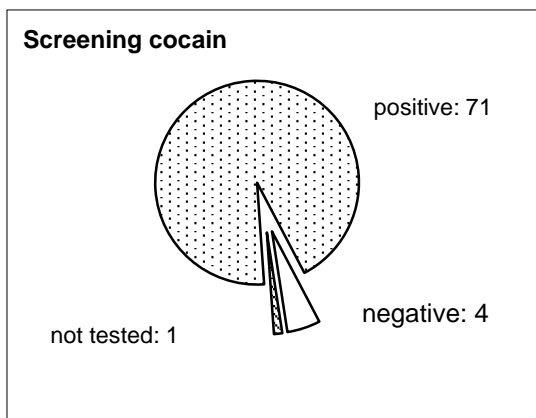 Screening cocain
positive: 71
negative: 4
not tested: 1